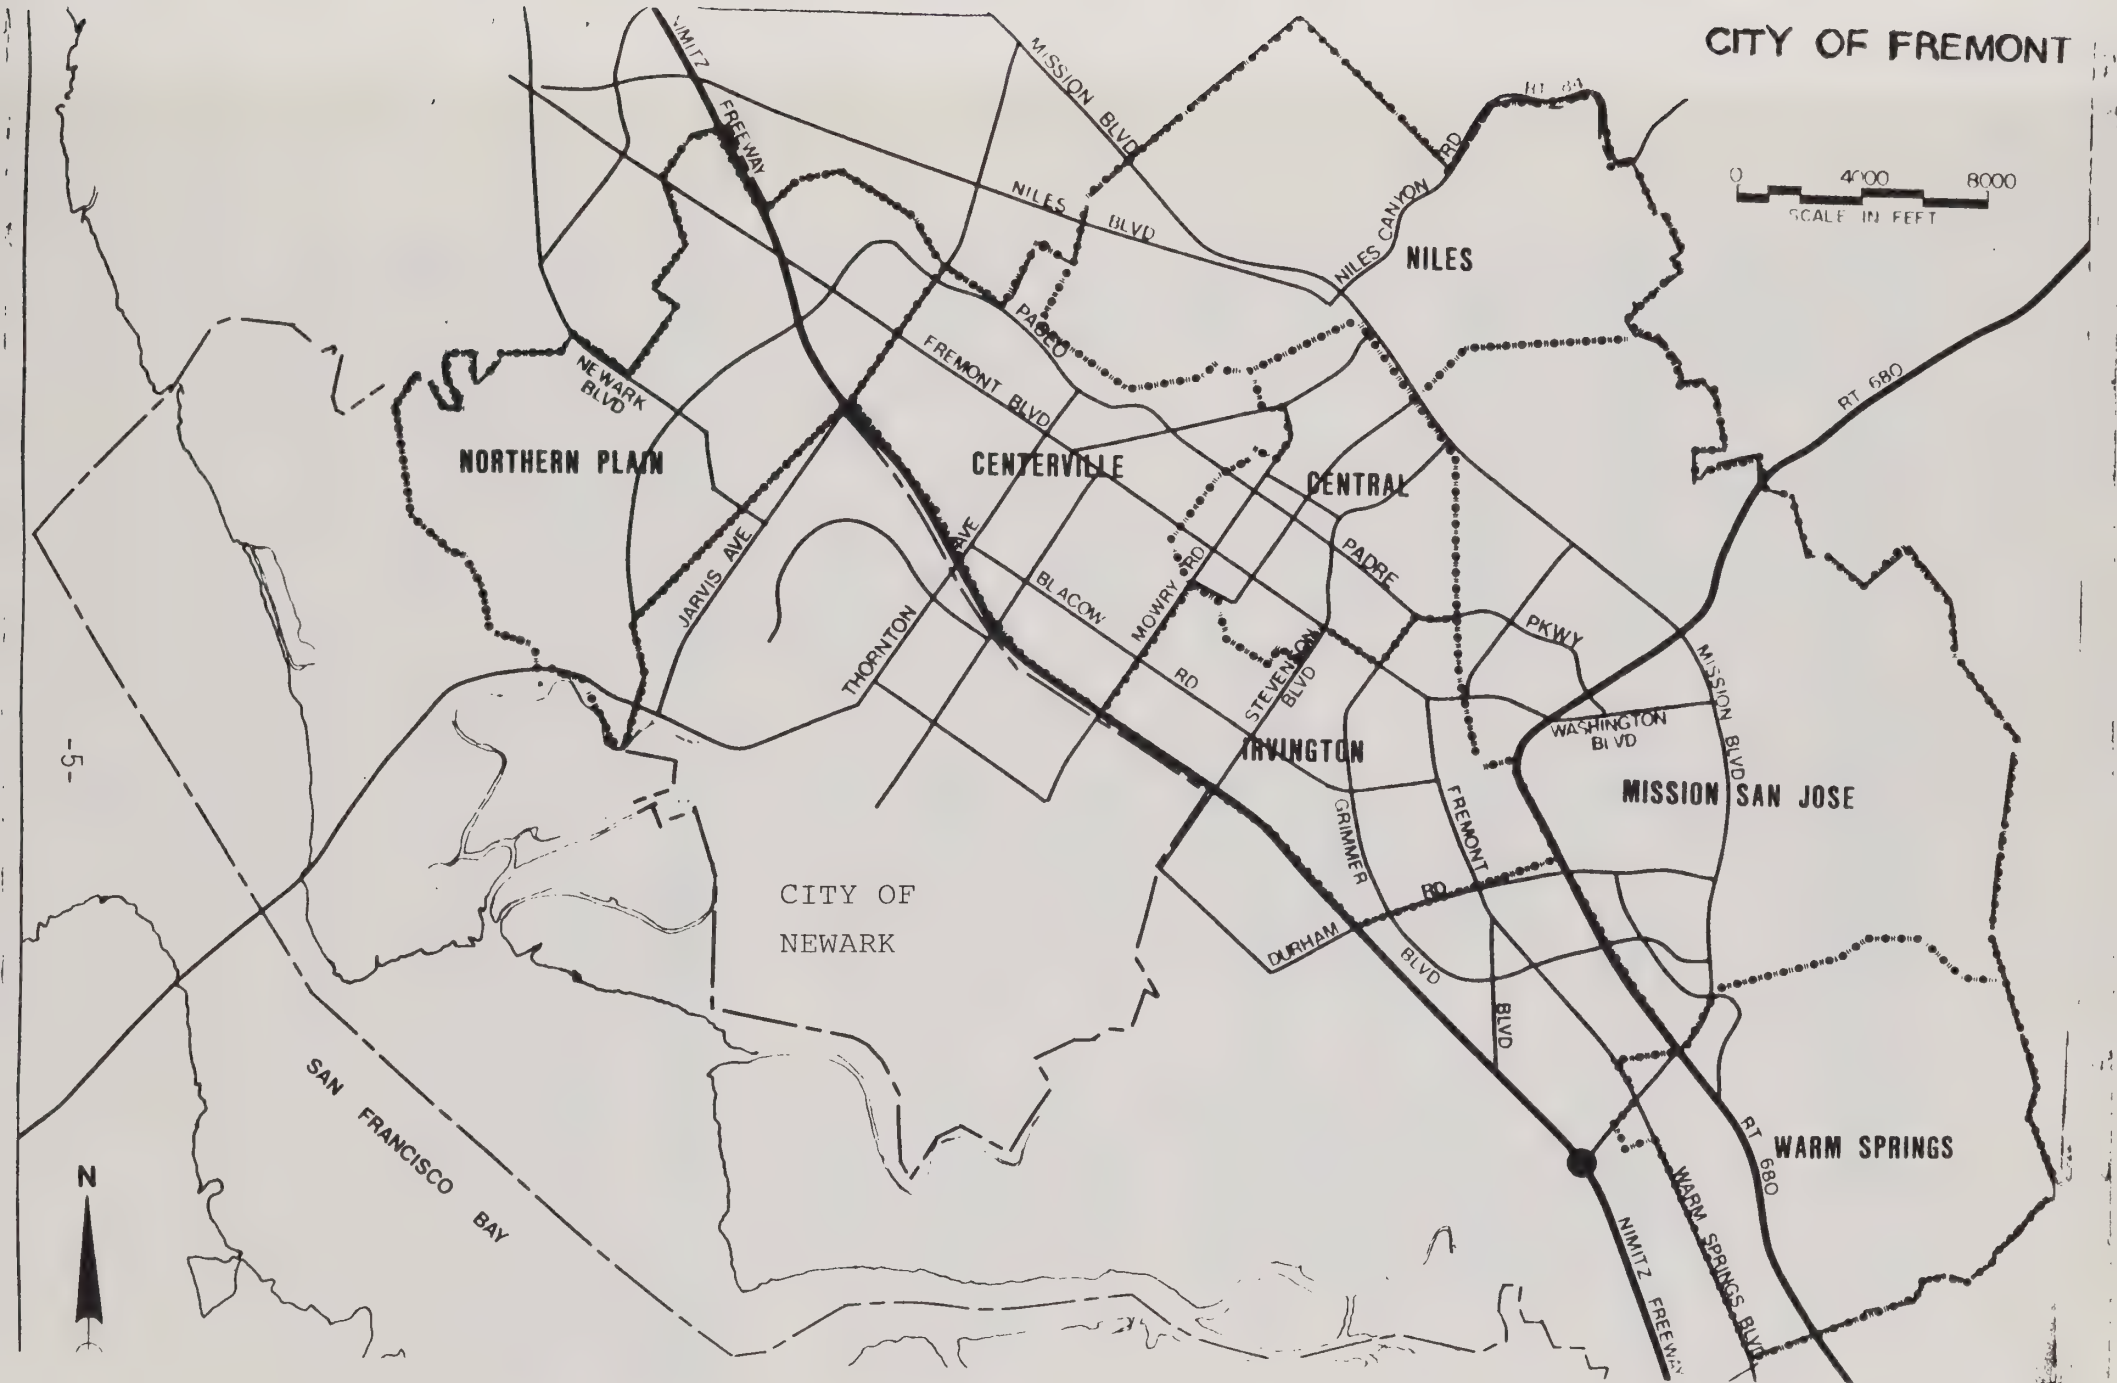 CITY OF FREMONT
NIMITZ
FREEWAY
MISSION BLVD
RT 84
0 4000 8000
SCALE IN FEET
NILES BLVD
NILES CANYON RD
NILES
NEWARK
BLVD
PASEO
FREMONT BLVD
RT 680
NORTHERN PLAIN
CENTERVILLE
CENTRAL
JARVIS AVE
THORNTON AVE
BLACOW RD
MOWRY RD
PADRE
PKWY
STEVENSON
BLVD
MISSION BLVD
WASHINGTON
BLVD
IRVINGTON
MISSION SAN JOSE
-5-
GRIMMER BLVD
FREMONT BLVD
CITY OF
NEWARK
DURHAM RD
SAN FRANCISCO BAY
N
RT 680
WARM SPRINGS
WARM SPRINGS BLVD
NIMITZ FREEWAY